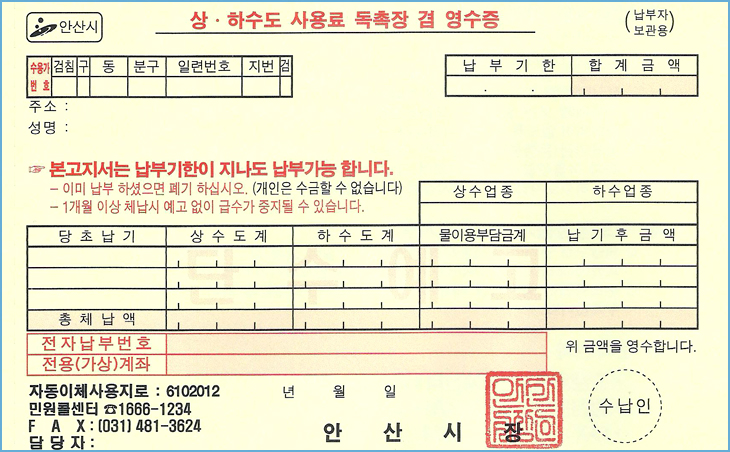 안산시
상·하수도 사용료 독촉장 겸 영수증
(납부자 보관용)
수용가 번호 검침 구 동 분구 일련번호 지번 검
납부기한 합계금액
주소 :
성명 :
☞ 본고지서는 납부기한이 지나도 납부가능 합니다.
- 이미 납부 하셨으면 폐기 하십시오. (개인은 수금할 수 없습니다)
- 1개월 이상 체납시 예고 없이 급수가 중지될 수 있습니다.
상수업종 하수업종
당초납기 상수도계 하수도계 물이용부담금계 납기후금액
단수예고
총체납액
전자납부번호
전용(가상)계좌
위 금액을 영수합니다.
자동이체사용지로 : 6102012
년 월 일
민원콜센터 ☎1666-1234
F A X : (031) 481-3624
담당자 :
안산시장
수납인